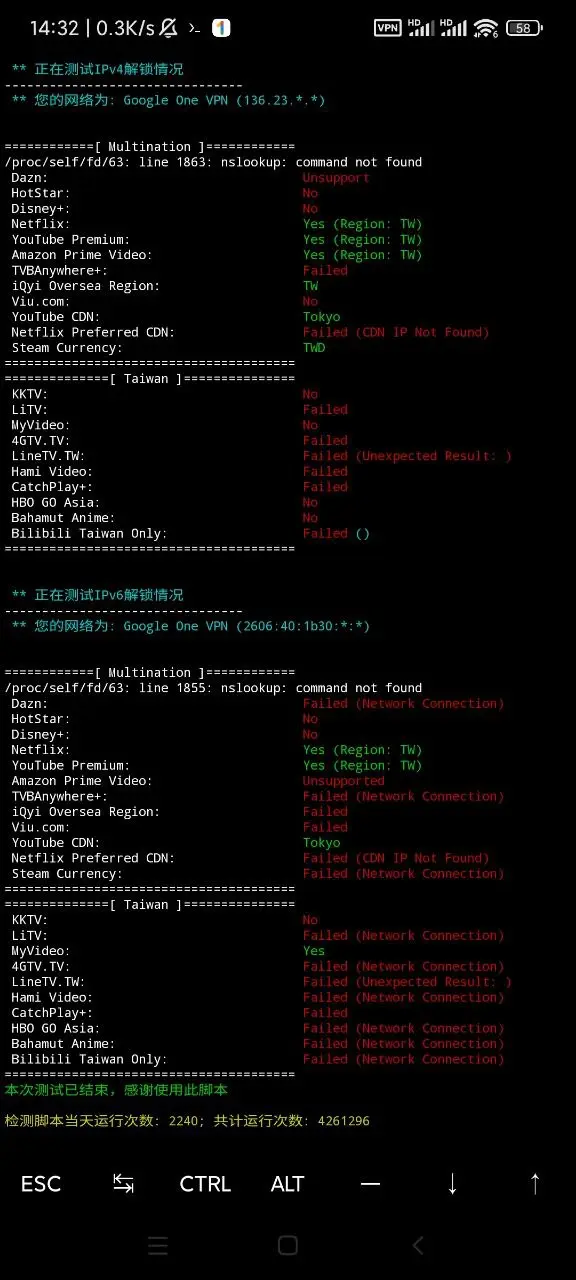 14:32 | 0.3K/s >_ 1 VPN HD HD 6 58
** 正在测试IPv4解锁情况
--------------------------------
** 您的网络为: Google One VPN (136.23.*.*)
============[ Multination ]============
/proc/self/fd/63: line 1863: nslookup: command not found
Dazn: Unsupport
HotStar: No
Disney+: No
Netflix: Yes (Region: TW)
YouTube Premium: Yes (Region: TW)
Amazon Prime Video: Yes (Region: TW)
TVBAnywhere+: Failed
iQyi Oversea Region: TW
Viu.com: No
YouTube CDN: Tokyo
Netflix Preferred CDN: Failed (CDN IP Not Found)
Steam Currency: TWD
=======================================
==============[ Taiwan ]===============
KKTV: No
LiTV: Failed
MyVideo: No
4GTV.TV: Failed
LineTV.TW: Failed (Unexpected Result: )
Hami Video: Failed
CatchPlay+: Failed
HBO GO Asia: No
Bahamut Anime: No
Bilibili Taiwan Only: Failed ()
=======================================
** 正在测试IPv6解锁情况
--------------------------------
** 您的网络为: Google One VPN (2606:40:1b30:*:*)
============[ Multination ]============
/proc/self/fd/63: line 1855: nslookup: command not found
Dazn: Failed (Network Connection)
HotStar: No
Disney+: No
Netflix: Yes (Region: TW)
YouTube Premium: Yes (Region: TW)
Amazon Prime Video: Unsupported
TVBAnywhere+: Failed (Network Connection)
iQyi Oversea Region: Failed
Viu.com: Failed
YouTube CDN: Tokyo
Netflix Preferred CDN: Failed (CDN IP Not Found)
Steam Currency: Failed (Network Connection)
=======================================
==============[ Taiwan ]===============
KKTV: No
LiTV: Failed (Network Connection)
MyVideo: Yes
4GTV.TV: Failed (Network Connection)
LineTV.TW: Failed (Unexpected Result: )
Hami Video: Failed (Network Connection)
CatchPlay+: Failed
HBO GO Asia: Failed (Network Connection)
Bahamut Anime: Failed (Network Connection)
Bilibili Taiwan Only: Failed (Network Connection)
=======================================
本次测试已结束，感谢使用此脚本
检测脚本当天运行次数: 2240; 共计运行次数: 4261296
ESC ↹ CTRL ALT — ↓ ↑